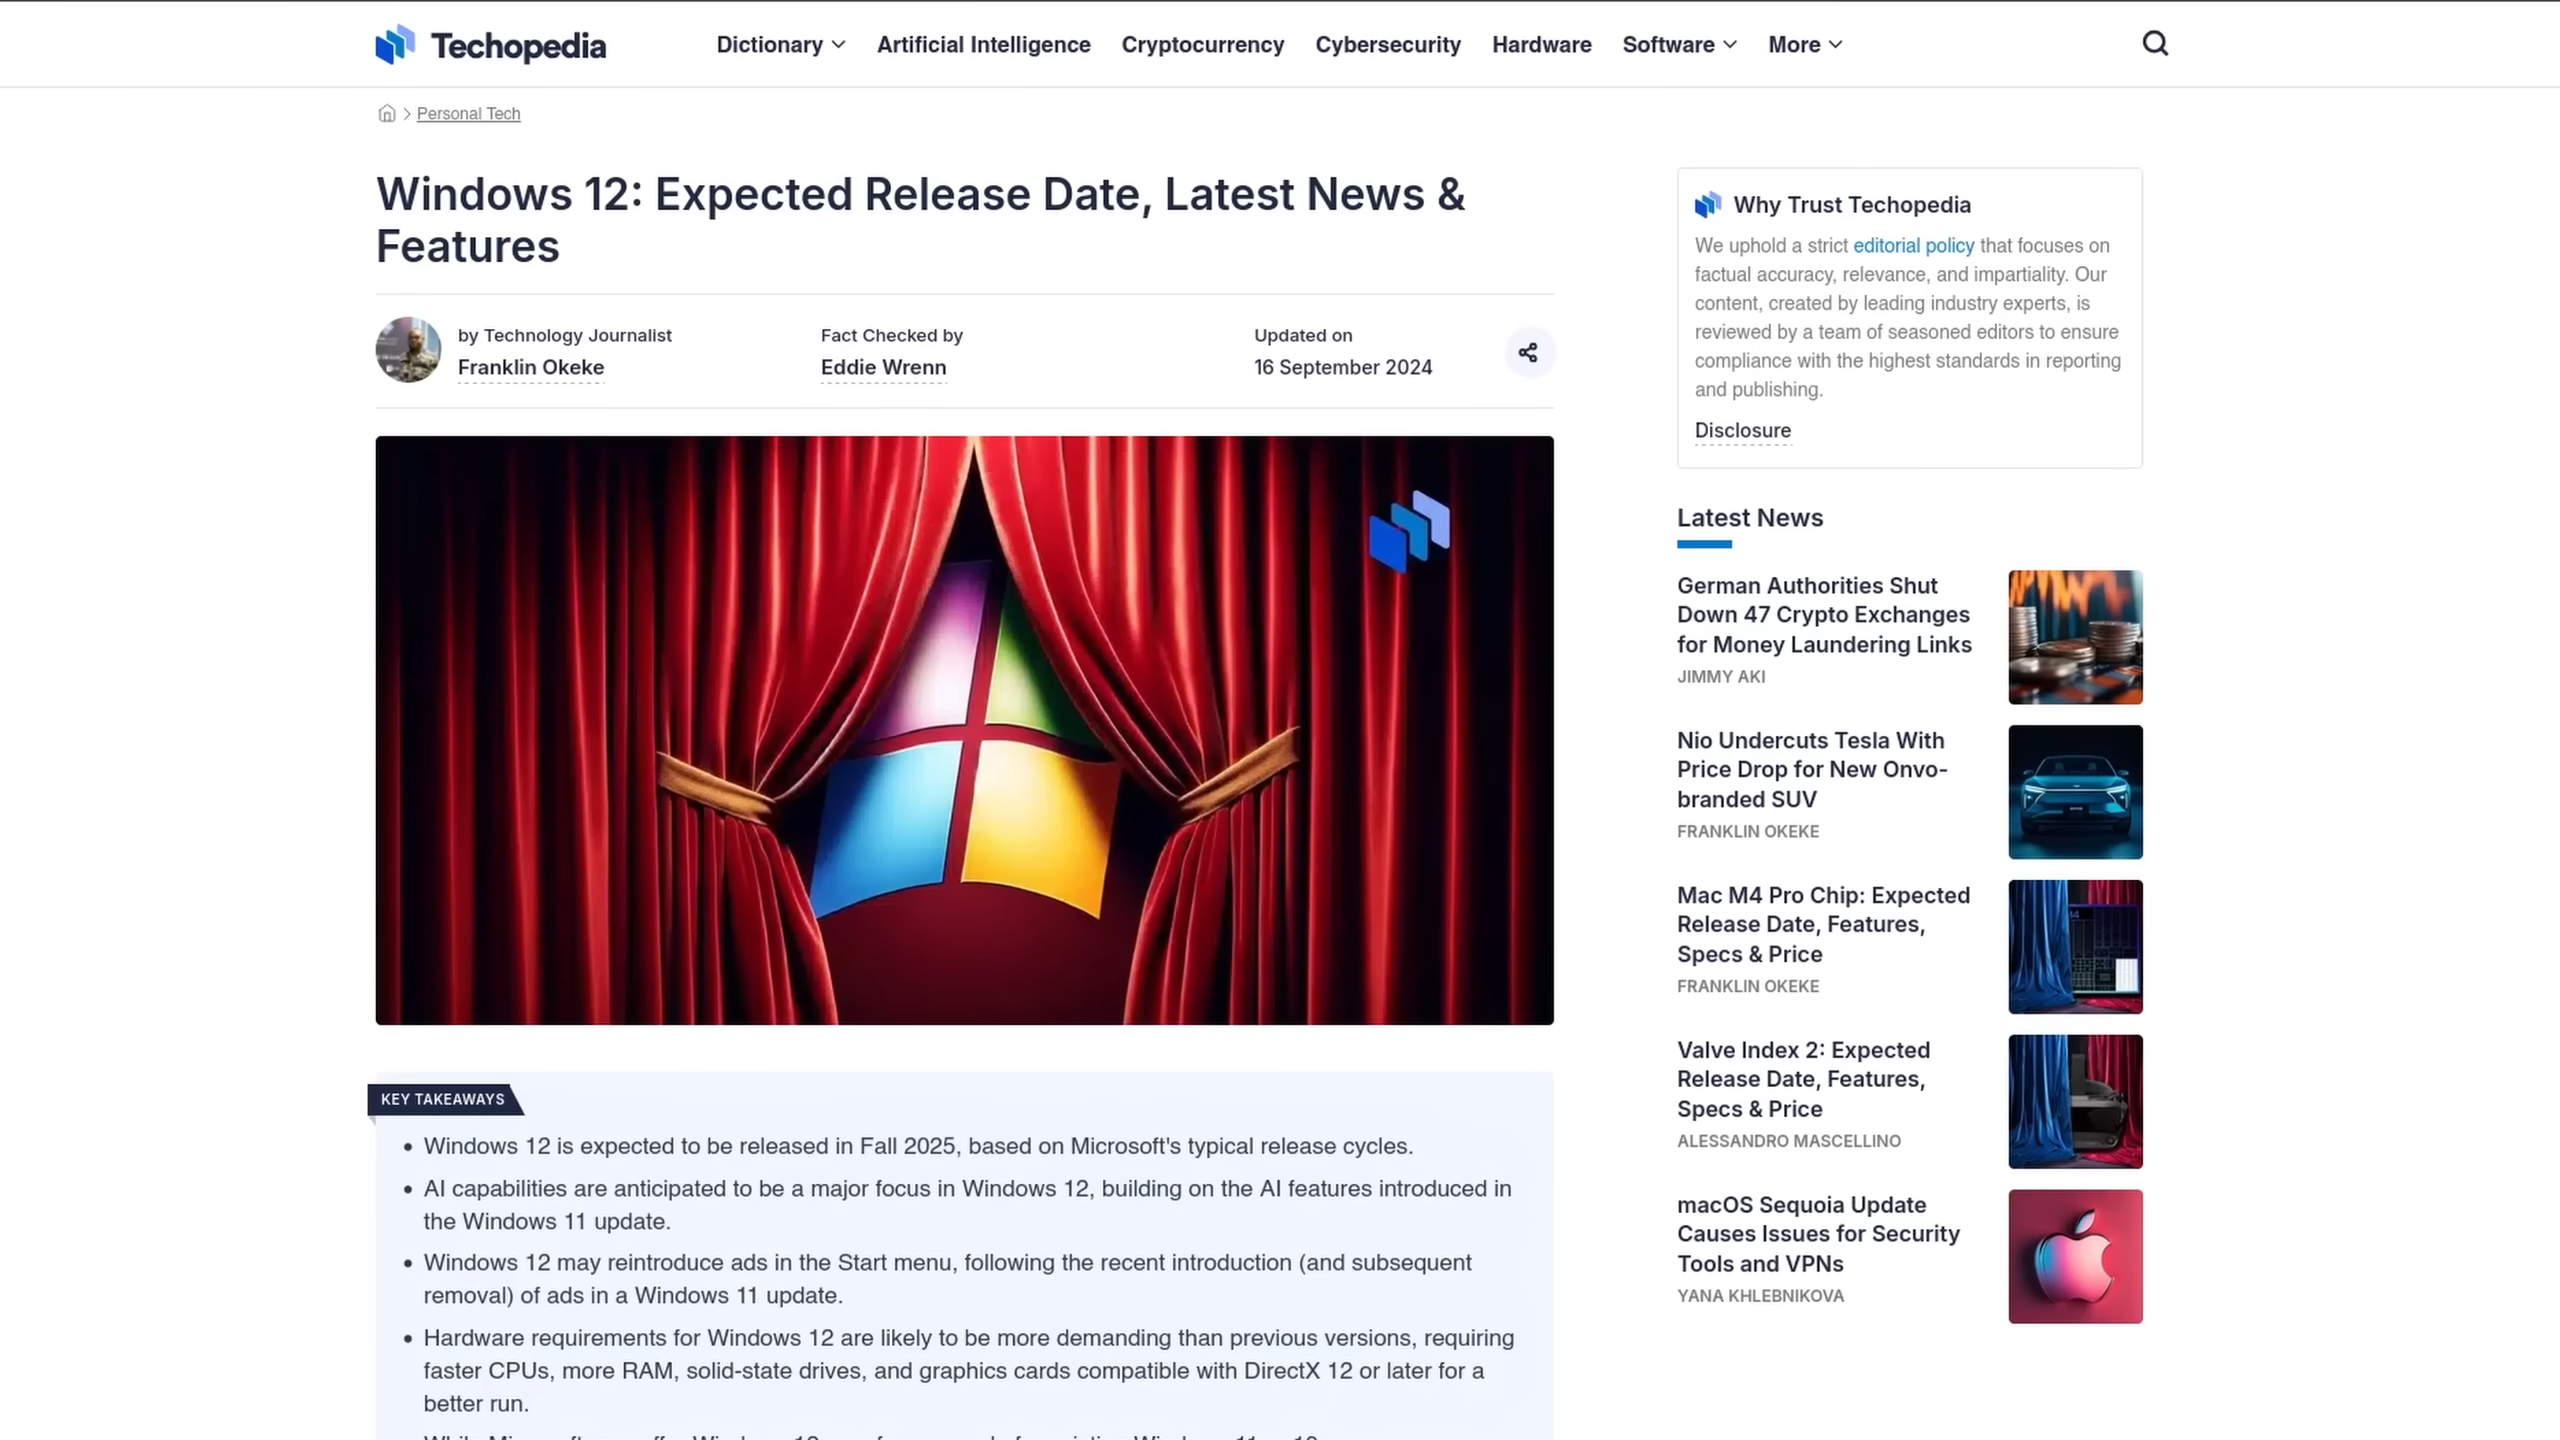 Techopedia
Dictionary
Artificial Intelligence
Cryptocurrency
Cybersecurity
Hardware
Software
More
Personal Tech
Windows 12: Expected Release Date, Latest News &
Features
by Technology Journalist
Franklin Okeke
Fact Checked by
Eddie Wrenn
Updated on
16 September 2024
KEY TAKEAWAYS
• Windows 12 is expected to be released in Fall 2025, based on Microsoft's typical release cycles.
• AI capabilities are anticipated to be a major focus in Windows 12, building on the AI features introduced in
the Windows 11 update.
• Windows 12 may reintroduce ads in the Start menu, following the recent introduction (and subsequent
removal) of ads in a Windows 11 update.
• Hardware requirements for Windows 12 are likely to be more demanding than previous versions, requiring
faster CPUs, more RAM, solid-state drives, and graphics cards compatible with DirectX 12 or later for a
better run.
Why Trust Techopedia
We uphold a strict editorial policy that focuses on
factual accuracy, relevance, and impartiality. Our
content, created by leading industry experts, is
reviewed by a team of seasoned editors to ensure
compliance with the highest standards in reporting
and publishing.
Disclosure
Latest News
German Authorities Shut
Down 47 Crypto Exchanges
for Money Laundering Links
JIMMY AKI
Nio Undercuts Tesla With
Price Drop for New Onvo-
branded SUV
FRANKLIN OKEKE
Mac M4 Pro Chip: Expected
Release Date, Features,
Specs & Price
FRANKLIN OKEKE
Valve Index 2: Expected
Release Date, Features,
Specs & Price
ALESSANDRO MASCELLINO
macOS Sequoia Update
Causes Issues for Security
Tools and VPNs
YANA KHLEBNIKOVA